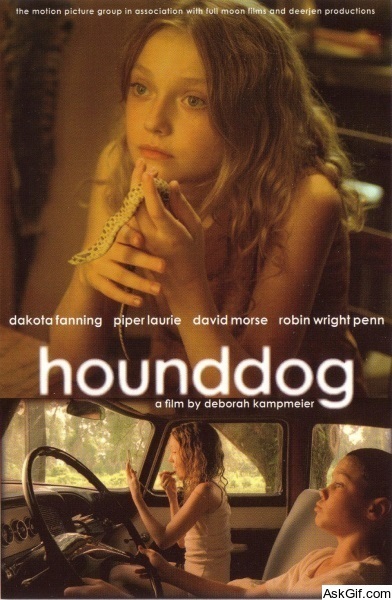 the motion picture group in association with full moon films and deerjen productions
dakota fanning piper laurie david morse robin wright penn
hounddog
a film by deborah kampmeier
AskGif.com